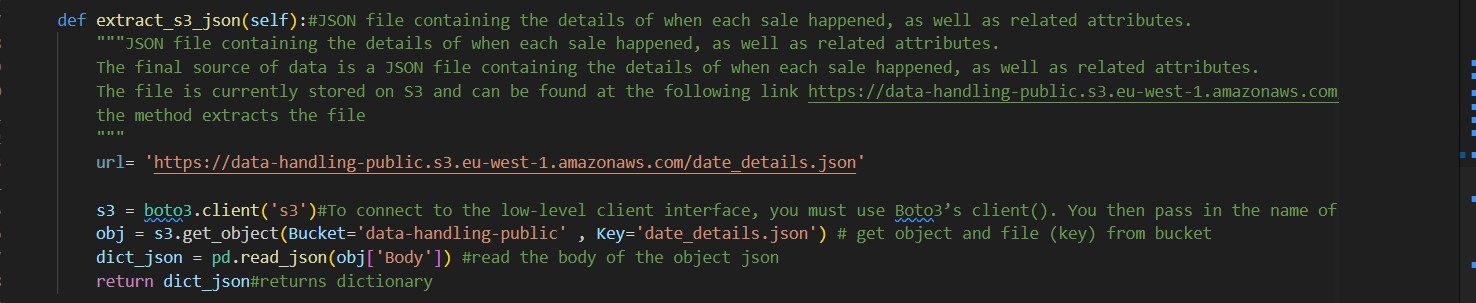 def extract_s3_json(self):#JSON file containing the details of when each sale happened, as well as related attributes.
"""JSON file containing the details of when each sale happened, as well as related attributes.
The final source of data is a JSON file containing the details of when each sale happened, as well as related attributes.
The file is currently stored on S3 and can be found at the following link https://data-handling-public.s3.eu-west-1.amazonaws.com
the method extracts the file
"""
url= 'https://data-handling-public.s3.eu-west-1.amazonaws.com/date_details.json'
s3 = boto3.client('s3')#To connect to the low-level client interface, you must use Boto3’s client(). You then pass in the name of
obj = s3.get_object(Bucket='data-handling-public' , Key='date_details.json') # get object and file (key) from bucket
dict_json = pd.read_json(obj['Body']) #read the body of the object json
return dict_json#returns dictionary